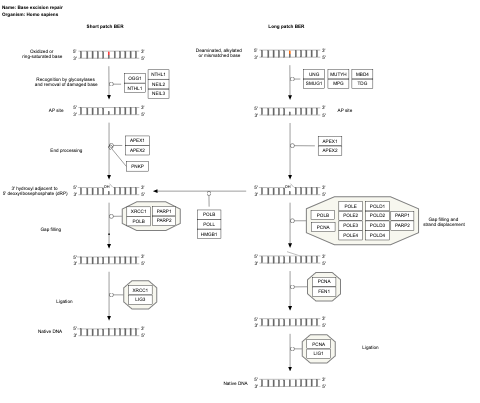 Name: Base excision repair
Organism: Homo sapiens
Short patch BER
Long patch BER
Oxidized or
ring-saturated base
5' 3'
3' 5'
Deaminated, alkylated
or mismatched base
5' 3'
3' 5'
Recognition by glycosylases
and removal of damaged base
OGG1
NTHL1
NTHL1
NEIL2
NEIL3
UNG MUTYH MBD4
SMUG1 MPG TDG
AP site
5' 3'
3' 5'
5' 3'
3' 5'
AP site
End processing
APEX1
APEX2
PNKP
APEX1
APEX2
3' hydroxyl adjacent to
5' deoxyribosephosphate (dRP)
5' OH 3'
3' 5'
5' OH 3'
3' 5'
Gap filling
XRCC1 PARP1
POLB PARP2
POLB
POLL
HMGB1
POLB
PCNA
POLE POLD1
POLE2 POLD2 PARP1
POLE3 POLD3 PARP2
POLE4 POLD4
Gap filling and
strand displacement
5' 3'
3' 5'
5' 3'
3' 5'
Ligation
XRCC1
LIG3
PCNA
FEN1
Native DNA
5' 3'
3' 5'
5' 3'
3' 5'
PCNA
LIG1
Ligation
Native DNA
5' 3'
3' 5'